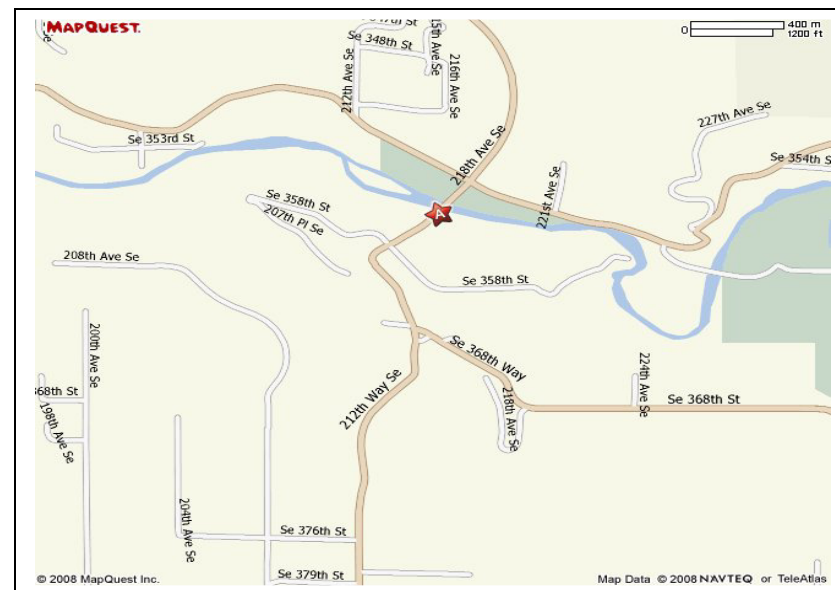 MAPQUEST.
0
400 m
1200 ft
Se 348th St
212th Ave Se
216th Ave Se
218th Ave Se
227th Ave Se
Se 353rd St
Se 354th S
221st Ave Se
A
Se 358th St
207th Pl Se
208th Ave Se
Se 358th St
200th Ave Se
Se 368th Way
224th Ave Se
368th St
198th Ave Se
212th Way Se
218th Ave Se
Se 368th St
204th Ave Se
Se 376th St
Se 379th St
© 2008 MapQuest Inc.
Map Data © 2008 NAVTEQ or TeleAtlas